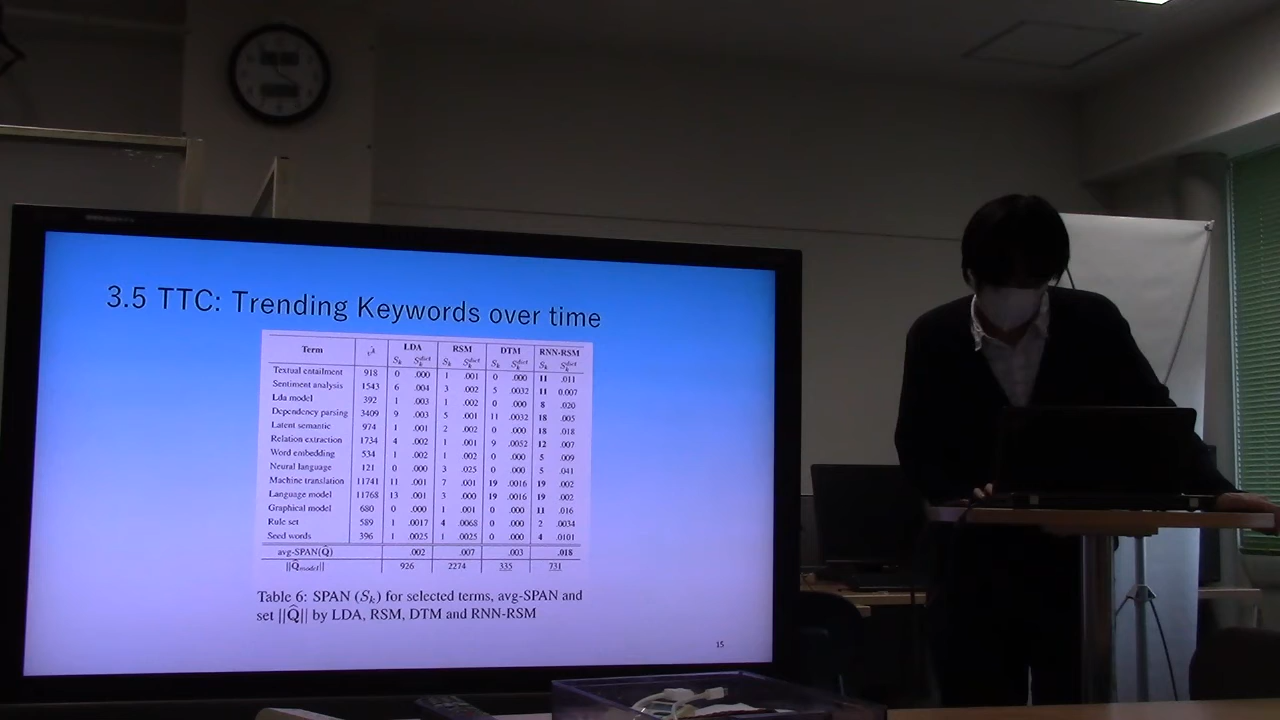 3.5 TTC: Trending Keywords over time
Term v̂ᵏ LDA RSM DTM RNN-RSM
Sₖ Sₖᵈⁱᶜᵗ Sₖ Sₖᵈⁱᶜᵗ Sₖ Sₖᵈⁱᶜᵗ Sₖ Sₖᵈⁱᶜᵗ
Textual entailment 918 0 .000 1 .001 0 .000 11 .011
Sentiment analysis 1543 6 .004 3 .002 5 .0032 11 0.007
Lda model 392 1 .003 1 .002 0 .000 8 .020
Dependency parsing 3409 9 .003 5 .001 11 .0032 18 .005
Latent semantic 974 1 .001 2 .002 0 .000 18 .018
Relation extraction 1734 4 .002 1 .001 9 .0052 12 .007
Word embedding 534 1 .002 1 .002 0 .000 5 .009
Neural language 121 0 .000 3 .025 0 .000 5 .041
Machine translation 11741 11 .001 7 .001 19 .0016 19 .002
Language model 11768 13 .001 3 .000 19 .0016 19 .002
Graphical model 680 0 .000 1 .001 0 .000 11 .016
Rule set 589 1 .0017 4 .0068 0 .000 2 .0034
Seed words 396 1 .0025 1 .0025 0 .000 4 .0101
avg-SPAN(Q̂) .002 .007 .003 .018
||Q̂model|| 926 2274 335 731
Table 6: SPAN (Sₖ) for selected terms, avg-SPAN and
set ||Q̂|| by LDA, RSM, DTM and RNN-RSM
15